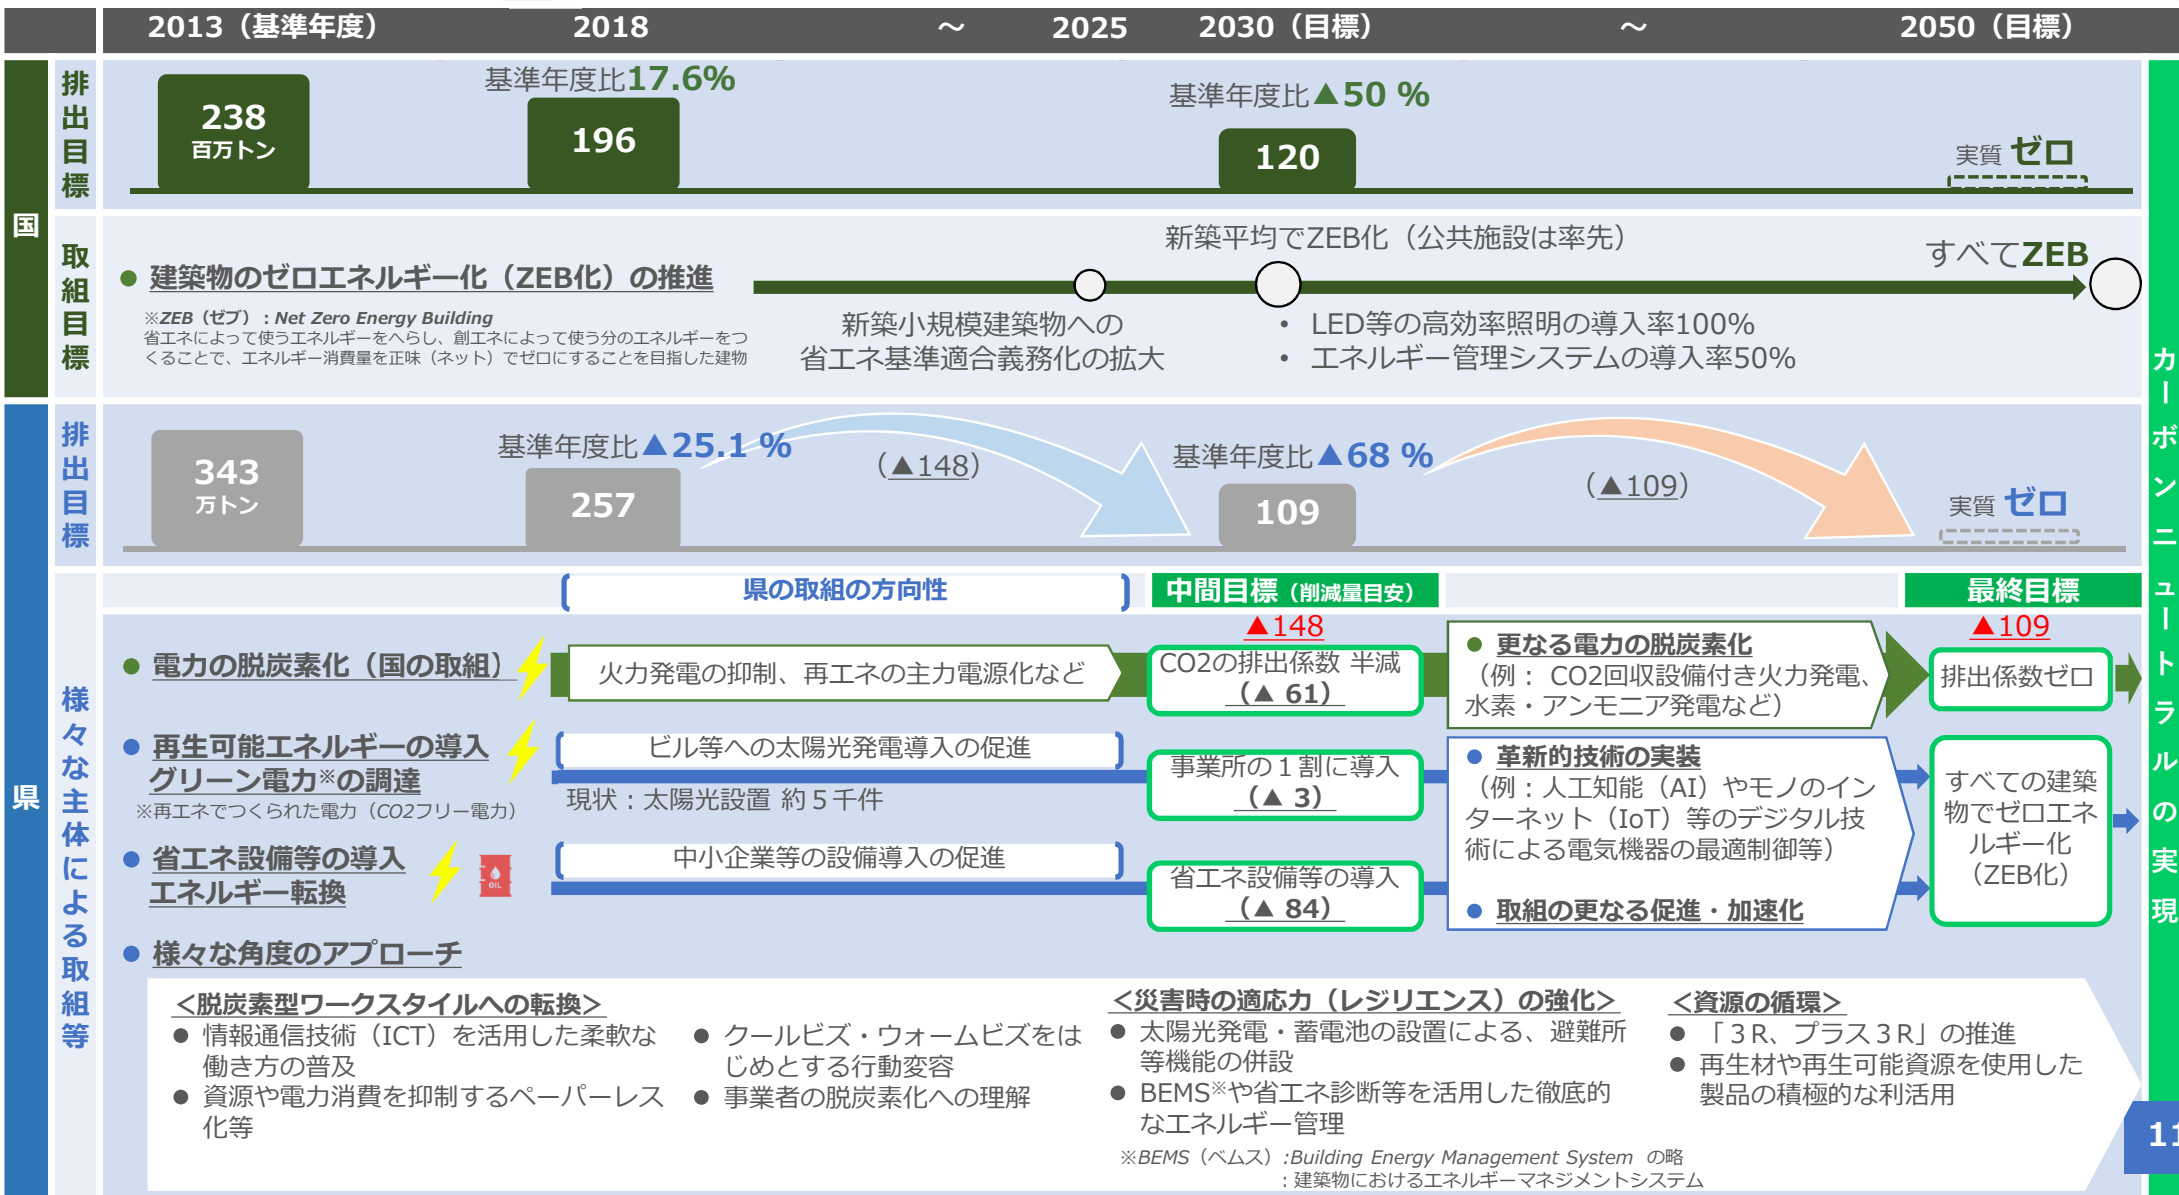 2013（基準年度）　2018　～　2025　2030（目標）　～　2050（目標）
国
排出目標
238
百万トン
基準年度比17.6%
196
基準年度比▲50 %
120
実質 ゼロ
取組目標
● 建築物のゼロエネルギー化（ZEB化）の推進
※ZEB（ゼブ）: Net Zero Energy Building
省エネによって使うエネルギーをへらし、創エネによって使う分のエネルギーをつ
くることで、エネルギー消費量を正味（ネット）でゼロにすることを目指した建物
新築平均でZEB化（公共施設は率先）
すべてZEB
新築小規模建築物への
省エネ基準適合義務化の拡大
・ LED等の高効率照明の導入率100%
・ エネルギー管理システムの導入率50%
県
排出目標
343
万トン
基準年度比▲25.1 %
257
（▲148）
基準年度比▲68 %
109
（▲109）
実質 ゼロ
様々な主体による取組等
県の取組の方向性
中間目標（削減量目安）
最終目標
▲148
▲109
● 電力の脱炭素化（国の取組）
火力発電の抑制、再エネの主力電源化など
CO2の排出係数 半減
（▲ 61）
● 更なる電力の脱炭素化
（例： CO2回収設備付き火力発電、
水素・アンモニア発電など）
排出係数ゼロ
● 再生可能エネルギーの導入
グリーン電力※の調達
※再エネでつくられた電力（CO2フリー電力）
ビル等への太陽光発電導入の促進
現状：太陽光設置 約５千件
事業所の１割に導入
（▲ 3）
● 革新的技術の実装
（例：人工知能（AI）やモノのイン
ターネット（IoT）等のデジタル技
術による電気機器の最適制御等）
● 取組の更なる促進・加速化
すべての建築
物でゼロエネ
ルギー化
（ZEB化）
● 省エネ設備等の導入
エネルギー転換
OIL
中小企業等の設備導入の促進
省エネ設備等の導入
（▲ 84）
● 様々な角度のアプローチ
＜脱炭素型ワークスタイルへの転換＞
● 情報通信技術（ICT）を活用した柔軟な
働き方の普及
● 資源や電力消費を抑制するペーパーレス
化等
● クールビズ・ウォームビズをは
じめとする行動変容
● 事業者の脱炭素化への理解
＜災害時の適応力（レジリエンス）の強化＞
● 太陽光発電・蓄電池の設置による、避難所
等機能の併設
● BEMS※や省エネ診断等を活用した徹底的
なエネルギー管理
※BEMS（ベムス）:Building Energy Management System の略
：建築物におけるエネルギーマネジメントシステム
＜資源の循環＞
● 「３R、プラス３R」の推進
● 再生材や再生可能資源を使用した
製品の積極的な利活用
カーボンニュートラルの実現
11